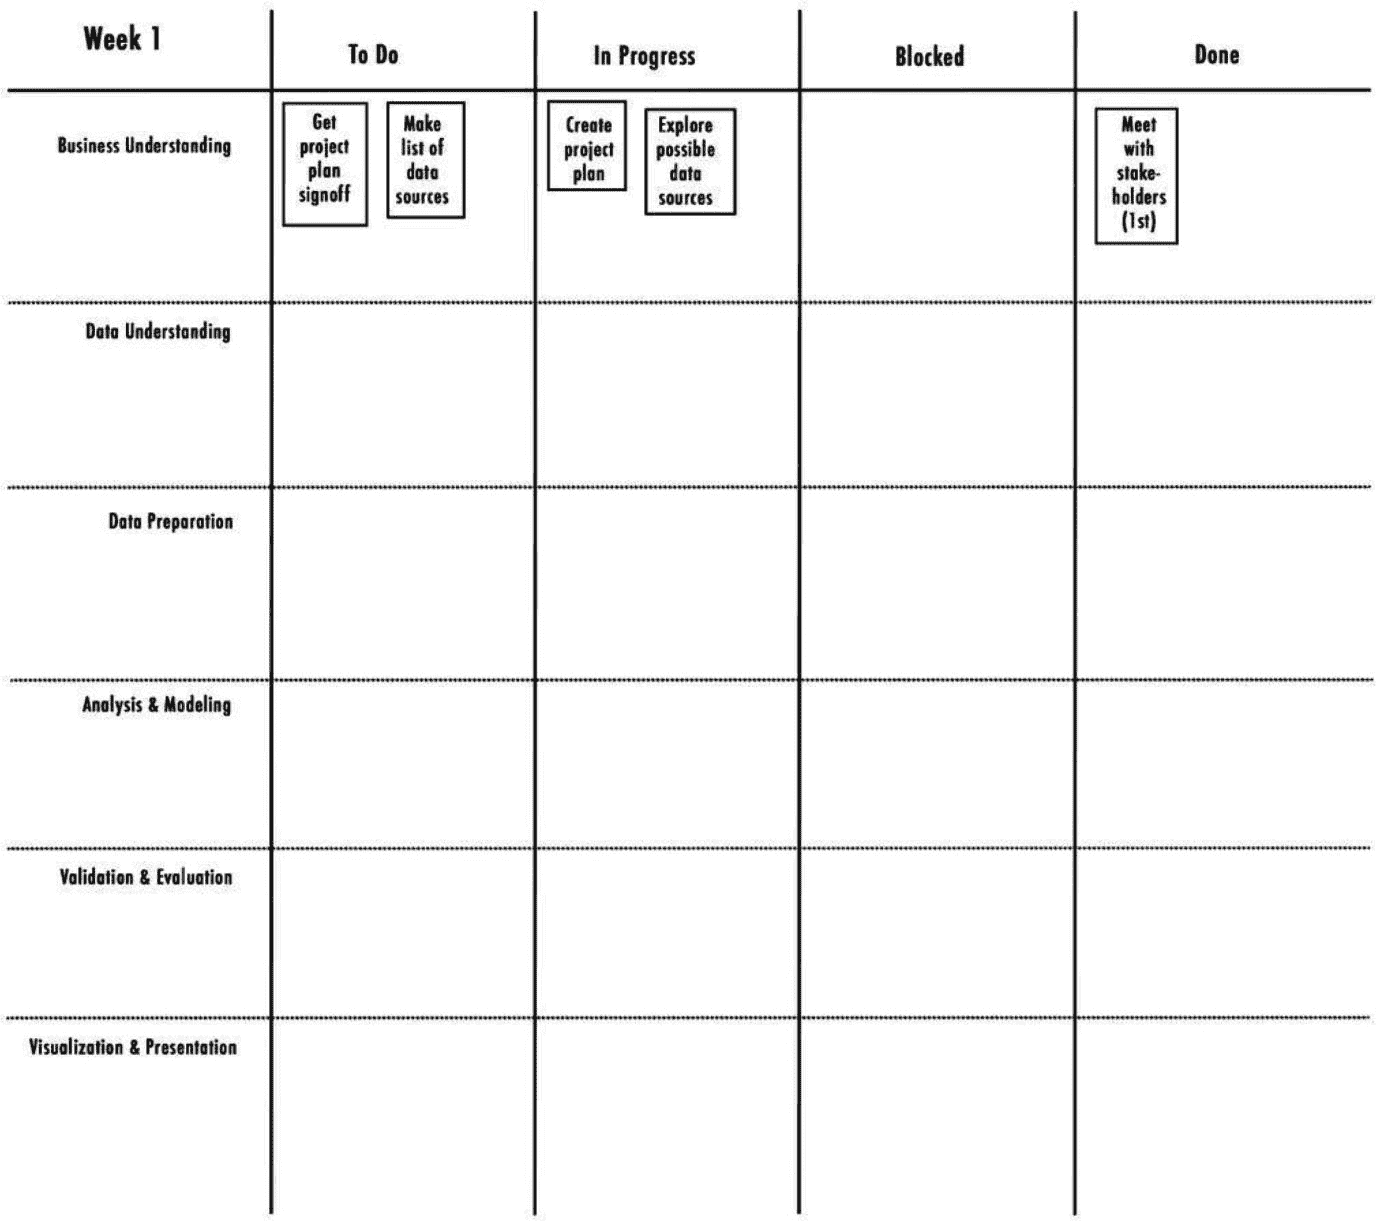 Week 1
To Do
In Progress
Blocked
Done
Business Understanding
Get
project
plan
signoff
Make
list of
data
sources
Create
project
plan
Explore
possible
data
sources
Meet
with
stake-
holders
(1st)
Data Understanding
Data Preparation
Analysis & Modeling
Validation & Evaluation
Visualization & Presentation